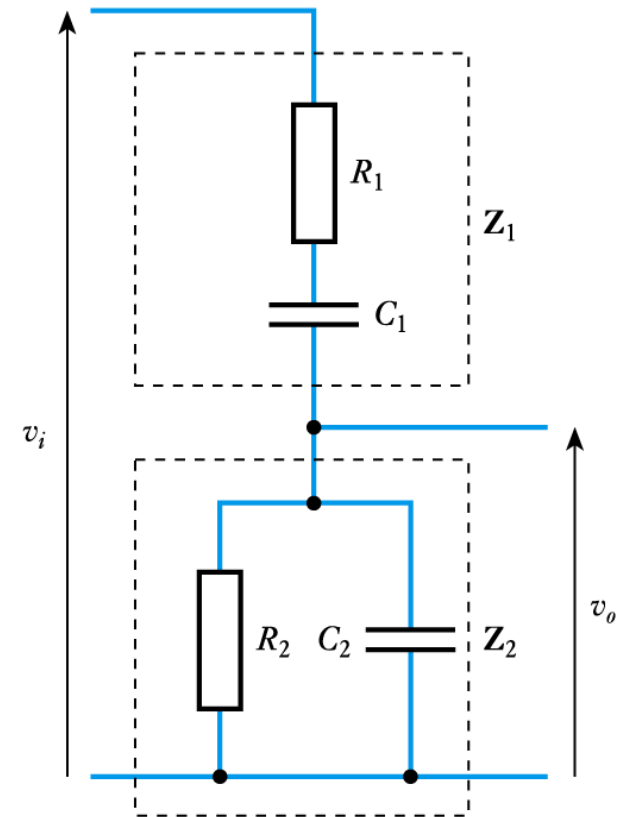 R₁
Z₁
C₁
vᵢ
R₂ C₂ Z₂
vₒ